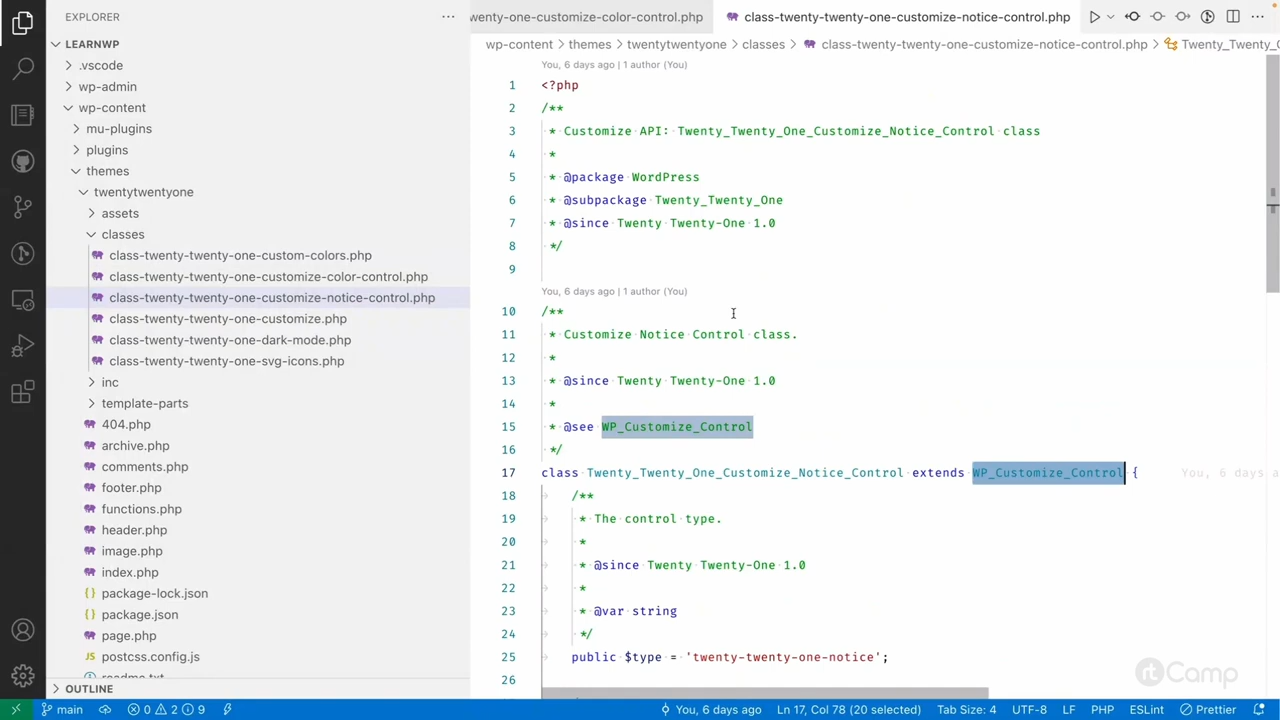 EXPLORER
LEARNWP
.vscode
wp-admin
wp-content
mu-plugins
plugins
themes
twentytwentyone
assets
classes
class-twenty-twenty-one-custom-colors.php
class-twenty-twenty-one-customize-color-control.php
class-twenty-twenty-one-customize-notice-control.php
class-twenty-twenty-one-customize.php
class-twenty-twenty-one-dark-mode.php
class-twenty-twenty-one-svg-icons.php
inc
template-parts
404.php
archive.php
comments.php
footer.php
functions.php
header.php
image.php
index.php
{} package-lock.json
{} package.json
page.php
JS postcss.config.js
OUTLINE
wenty-one-customize-color-control.php
class-twenty-twenty-one-customize-notice-control.php
wp-content > themes > twentytwentyone > classes > class-twenty-twenty-one-customize-notice-control.php > Twenty_Twenty_
You, 6 days ago | 1 author (You)
1 <?php
2 /**
3 * Customize API: Twenty_Twenty_One_Customize_Notice_Control class
4 *
5 * @package WordPress
6 * @subpackage Twenty_Twenty_One
7 * @since Twenty Twenty-One 1.0
8 */
9
You, 6 days ago | 1 author (You)
10 /**
11 * Customize Notice Control class.
12 *
13 * @since Twenty Twenty-One 1.0
14 *
15 * @see WP_Customize_Control
16 */
17 class Twenty_Twenty_One_Customize_Notice_Control extends WP_Customize_Control { You, 6 days a
18 /**
19 * The control type.
20 *
21 * @since Twenty Twenty-One 1.0
22 *
23 * @var string
24 */
25 public $type = 'twenty-twenty-one-notice';
26
rtCamp
main 0 2 9 You, 6 days ago Ln 17, Col 78 (20 selected) Tab Size: 4 UTF-8 LF PHP ESLint Prettier